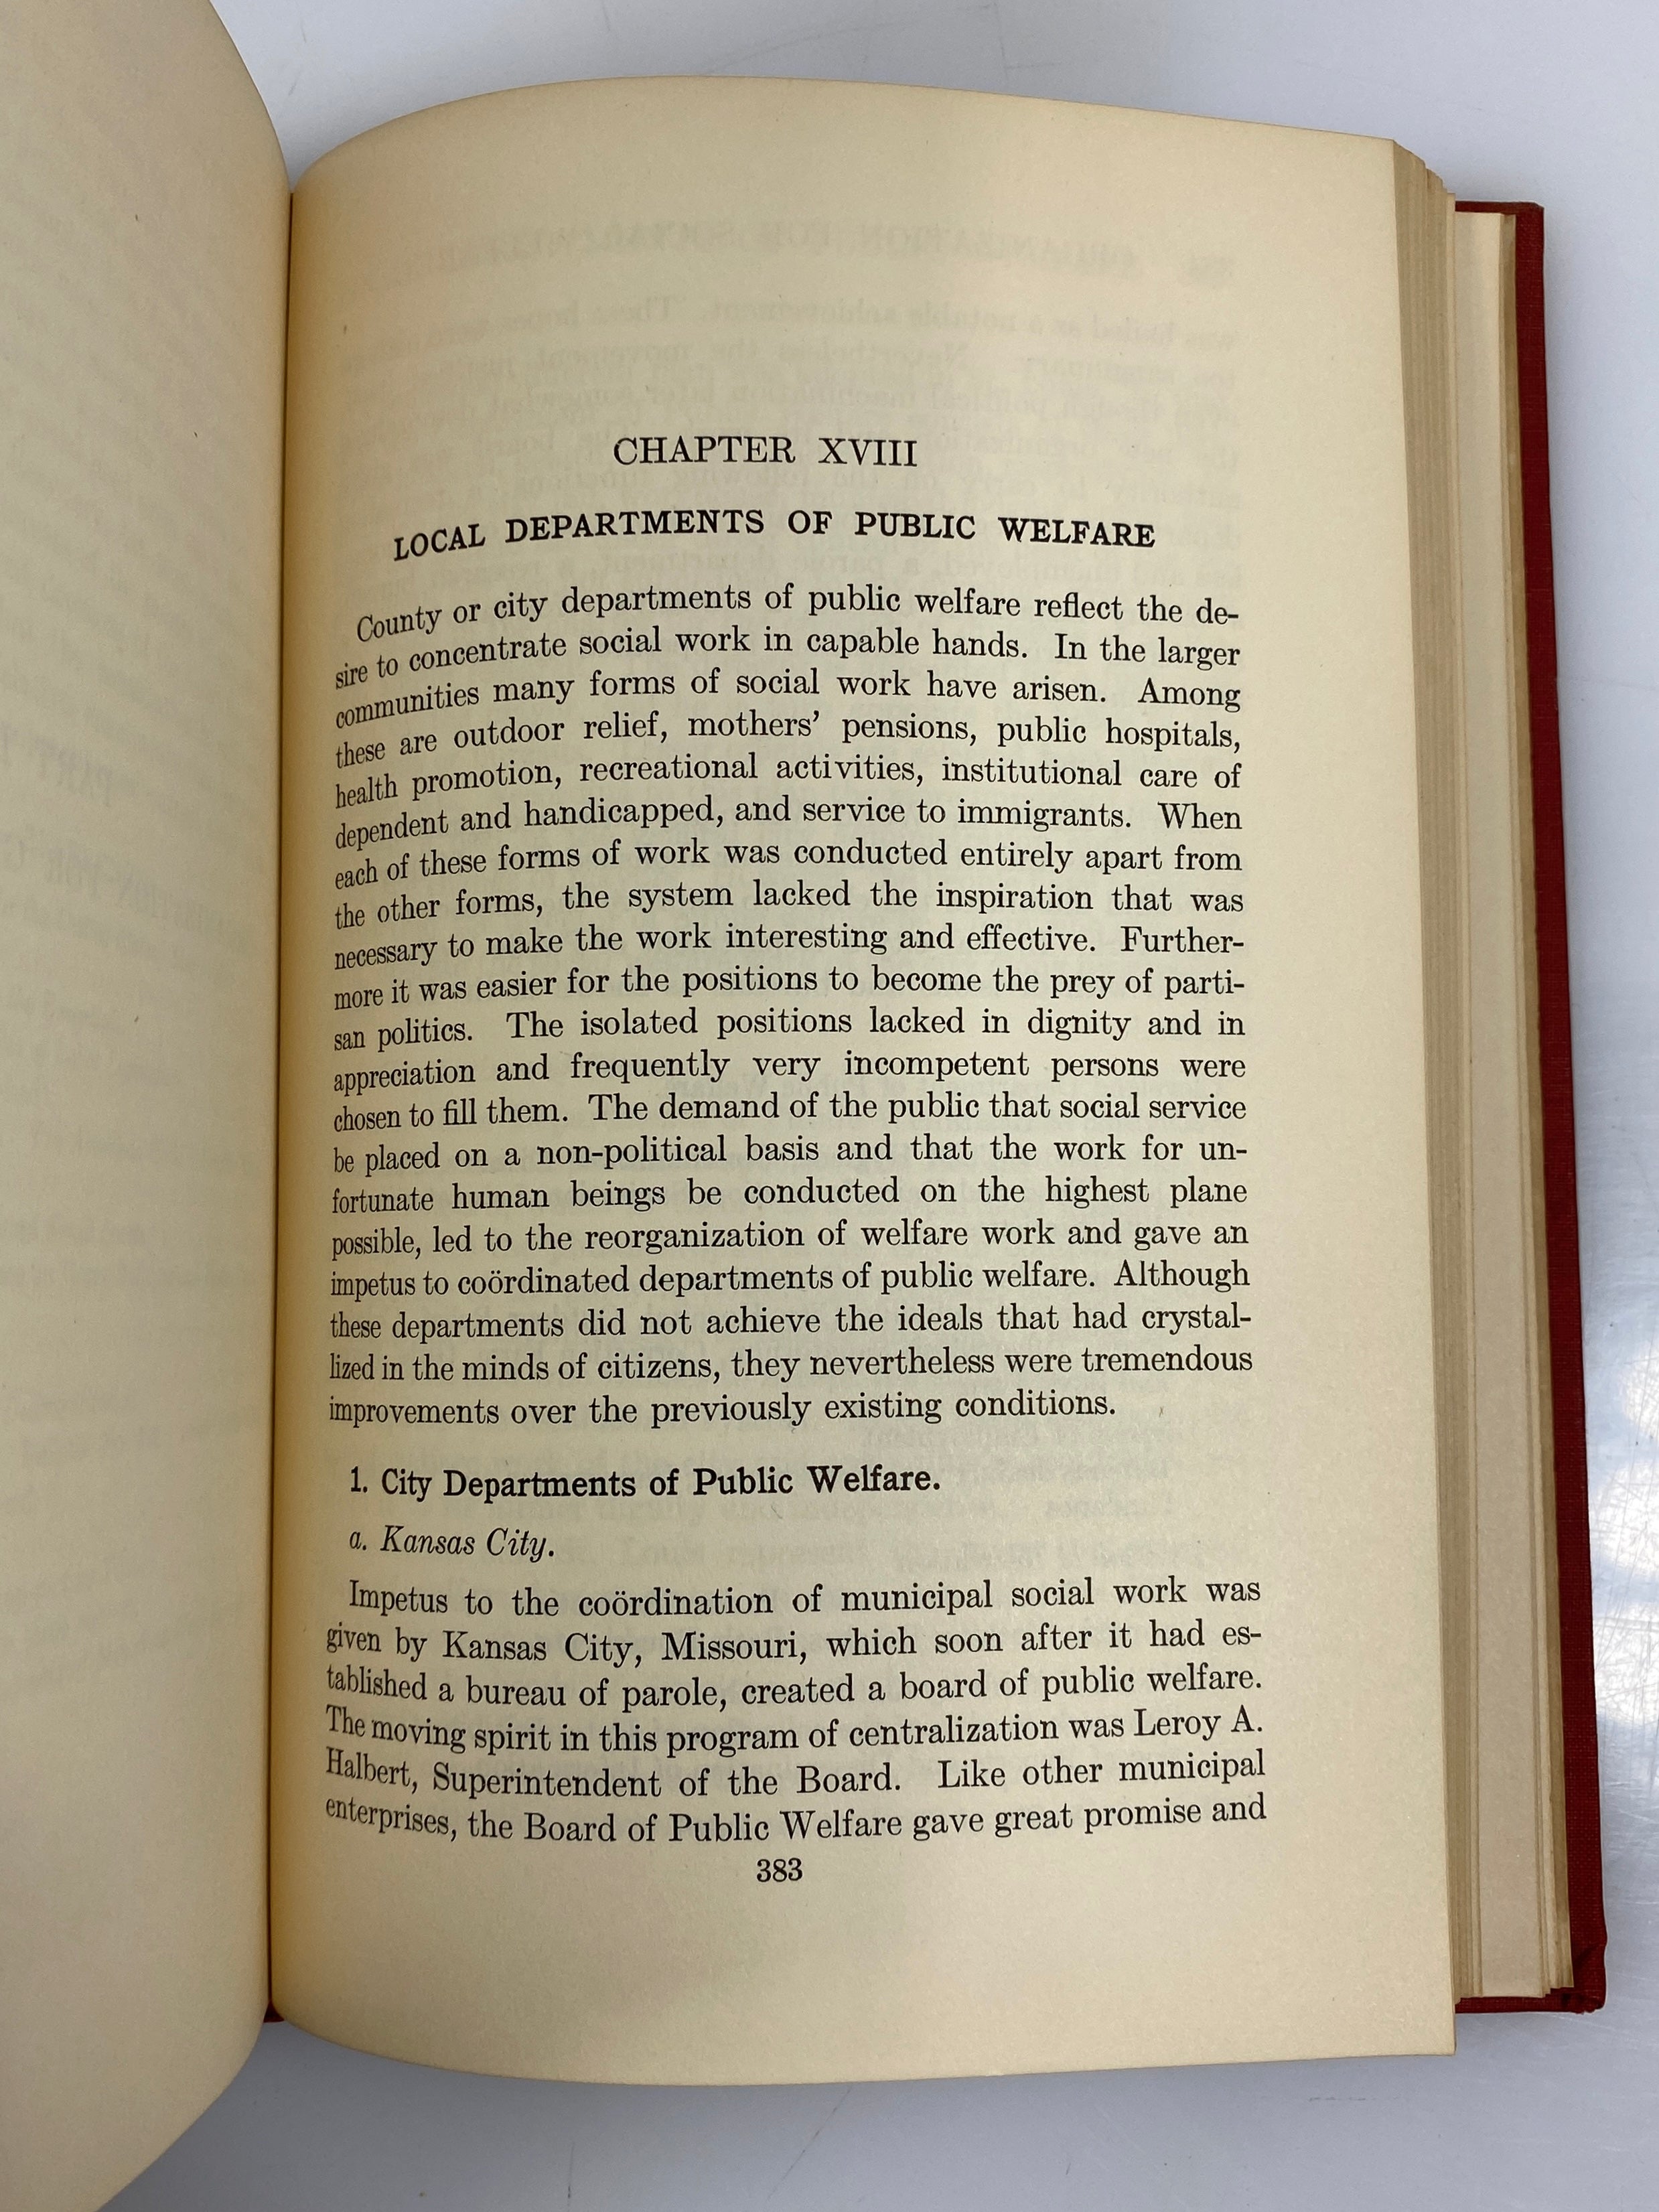 CHAPTER XVIII
LOCAL DEPARTMENTS OF PUBLIC WELFARE
County or city departments of public welfare reflect the de-
sire to concentrate social work in capable hands. In the larger
communities many forms of social work have arisen. Among
these are outdoor relief, mothers' pensions, public hospitals,
health promotion, recreational activities, institutional care of
dependent and handicapped, and service to immigrants. When
each of these forms of work was conducted entirely apart from
the other forms, the system lacked the inspiration that was
necessary to make the work interesting and effective. Further-
more it was easier for the positions to become the prey of parti-
san politics. The isolated positions lacked in dignity and in
appreciation and frequently very incompetent persons were
chosen to fill them. The demand of the public that social service
be placed on a non-political basis and that the work for un-
fortunate human beings be conducted on the highest plane
possible, led to the reorganization of welfare work and gave an
impetus to coördinated departments of public welfare. Although
these departments did not achieve the ideals that had crystal-
lized in the minds of citizens, they nevertheless were tremendous
improvements over the previously existing conditions.
1. City Departments of Public Welfare.
a. Kansas City.
Impetus to the coördination of municipal social work was
given by Kansas City, Missouri, which soon after it had es-
tablished a bureau of parole, created a board of public welfare.
The moving spirit in this program of centralization was Leroy A.
Halbert, Superintendent of the Board. Like other municipal
enterprises, the Board of Public Welfare gave great promise and
383